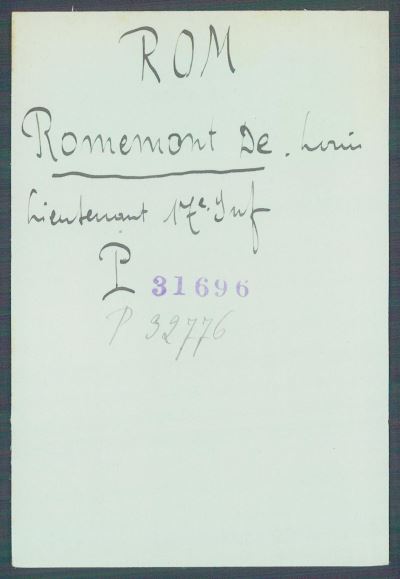 ROM
Romemont De. Louis
Lieutenant 17e. Inf
P 31696
P 32776